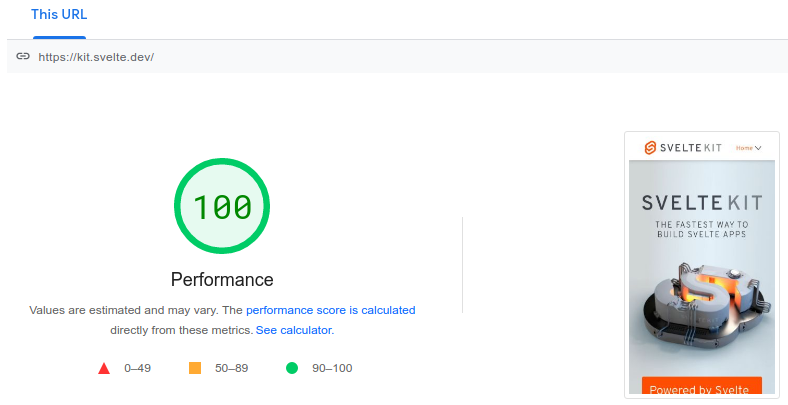 This URL
https://kit.svelte.dev/
100
Performance
Values are estimated and may vary. The performance score is calculated
directly from these metrics. See calculator.
0–49
50–89
90–100
SVELTE KIT
Home
SVELTE KIT
THE FASTEST WAY TO
BUILD SVELTE APPS
Powered by Svelte